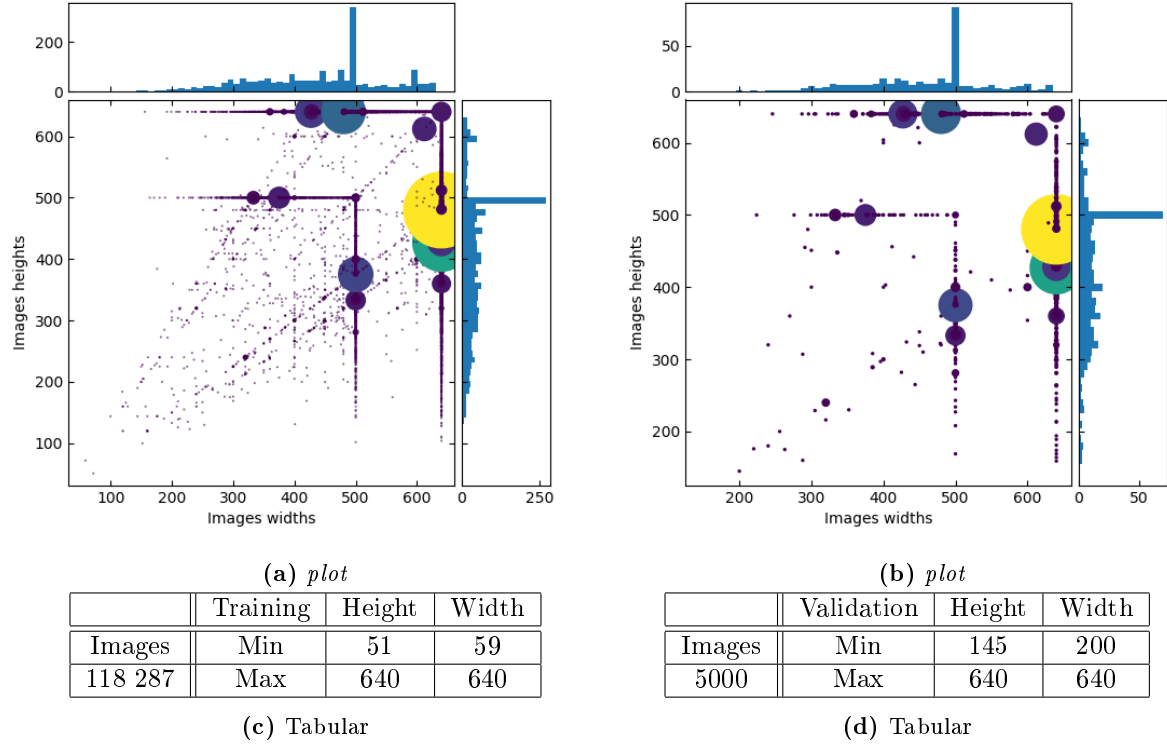 200
0
600
500
400
300
200
100
Images heights
100 200 300 400 500 600
Images widths
0 250
(a) plot
50
0
600
500
400
300
200
Images heights
200 300 400 500 600
Images widths
0 50
(b) plot
Training Height Width
Images Min 51 59
118 287 Max 640 640
(c) Tabular
Validation Height Width
Images Min 145 200
5000 Max 640 640
(d) Tabular